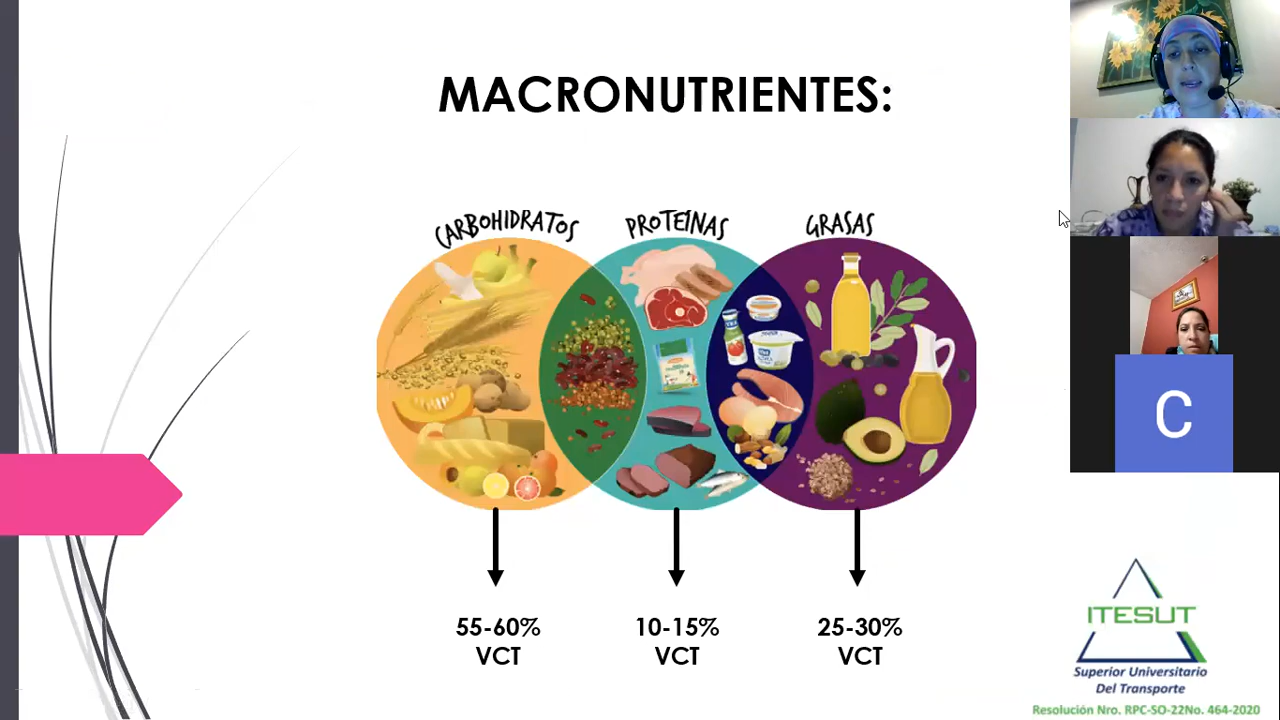 MACRONUTRIENTES:
CARBOHIDRATOS
PROTEÍNAS
GRASAS
55-60%
VCT
10-15%
VCT
25-30%
VCT
C
ITESUT
Superior Universitario
Del Transporte
Resolución Nro. RPC-SO-22No. 464-2020